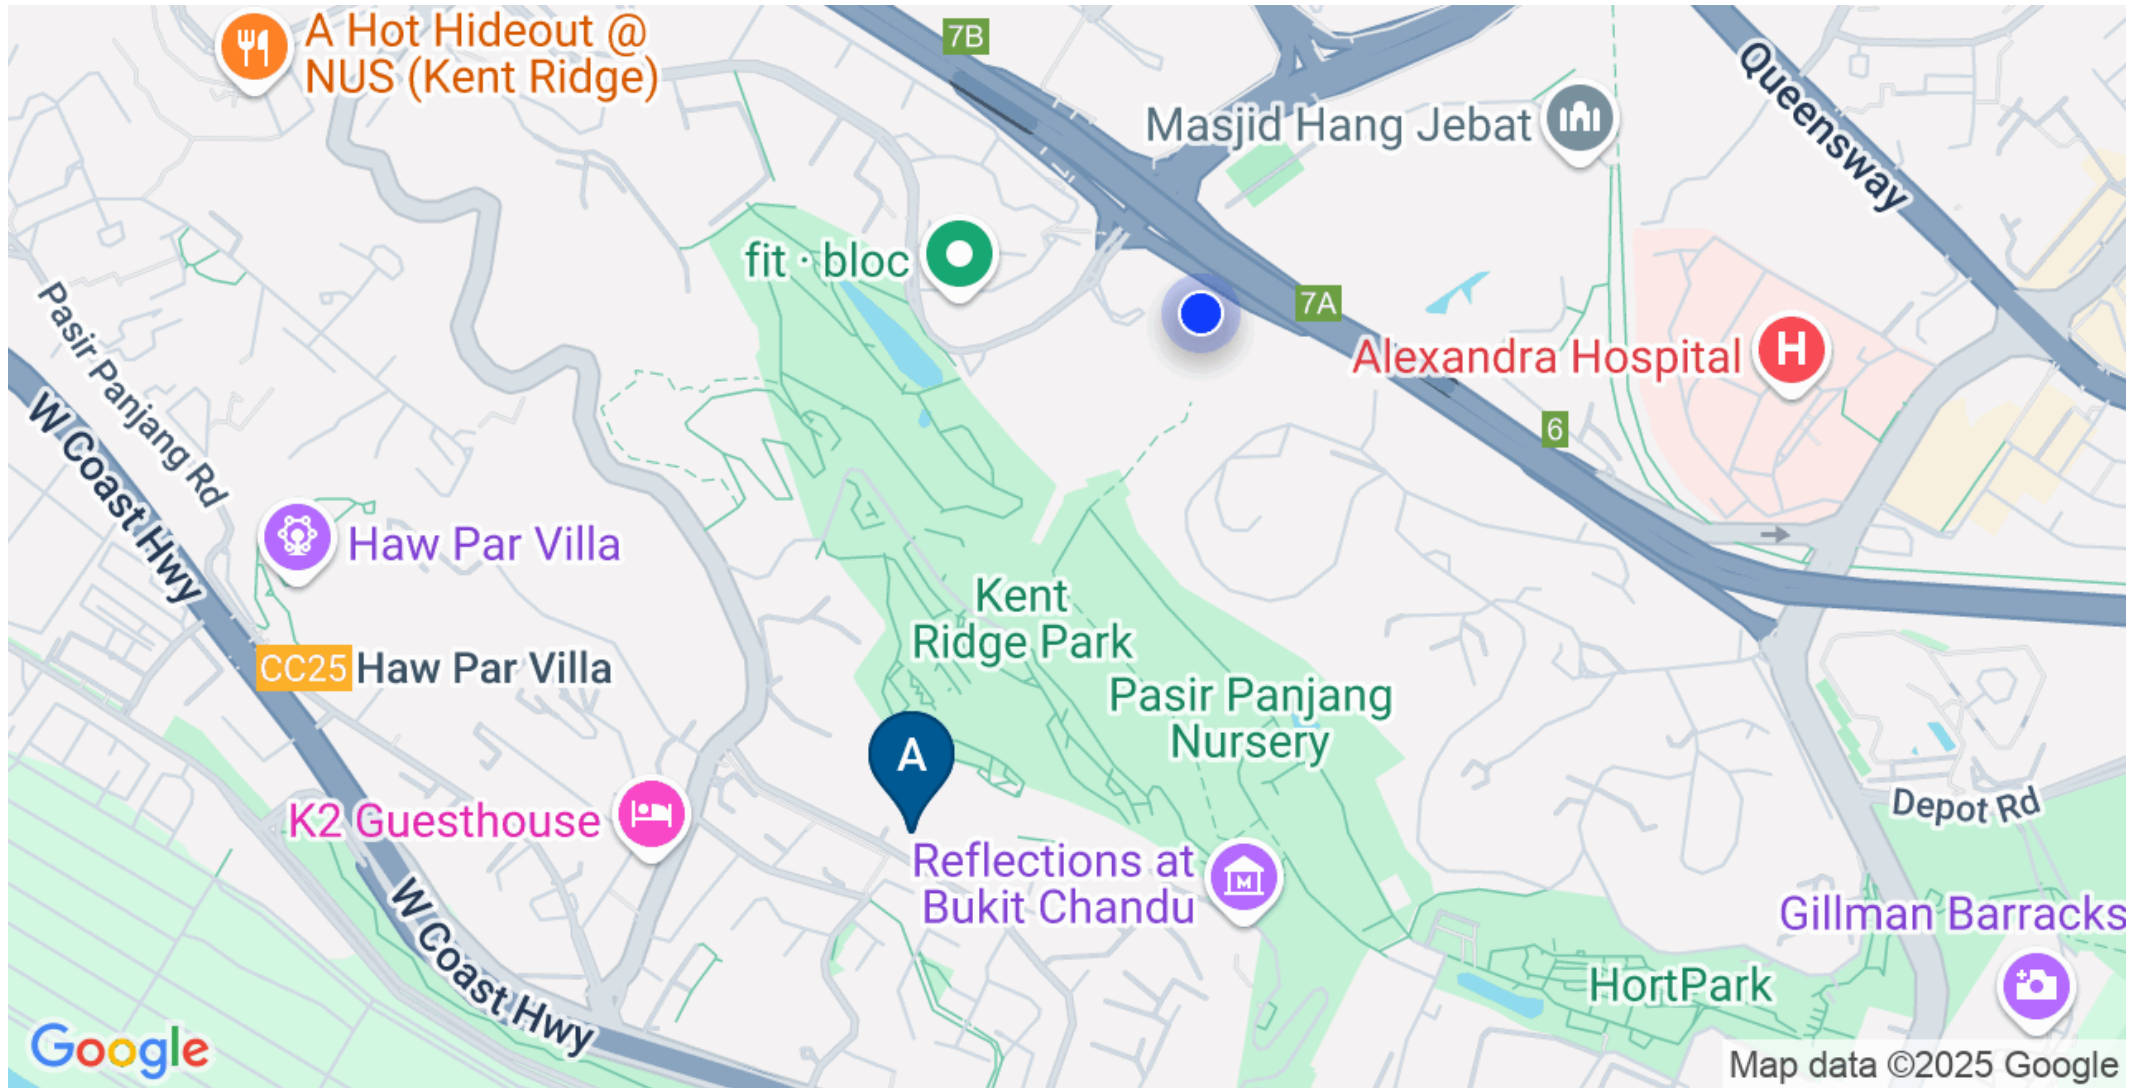 A Hot Hideout @
NUS (Kent Ridge)
7B
Queensway
Masjid Hang Jebat
fit · bloc
7A
Pasir Panjang Rd
Alexandra Hospital
H
W Coast Hwy
6
Haw Par Villa
Kent
Ridge Park
CC25 Haw Par Villa
Pasir Panjang
Nursery
A
K2 Guesthouse
Depot Rd
Reflections at
Bukit Chandu
M
Gillman Barracks
W Coast Hwy
HortPark
Google
Map data ©2025 Google